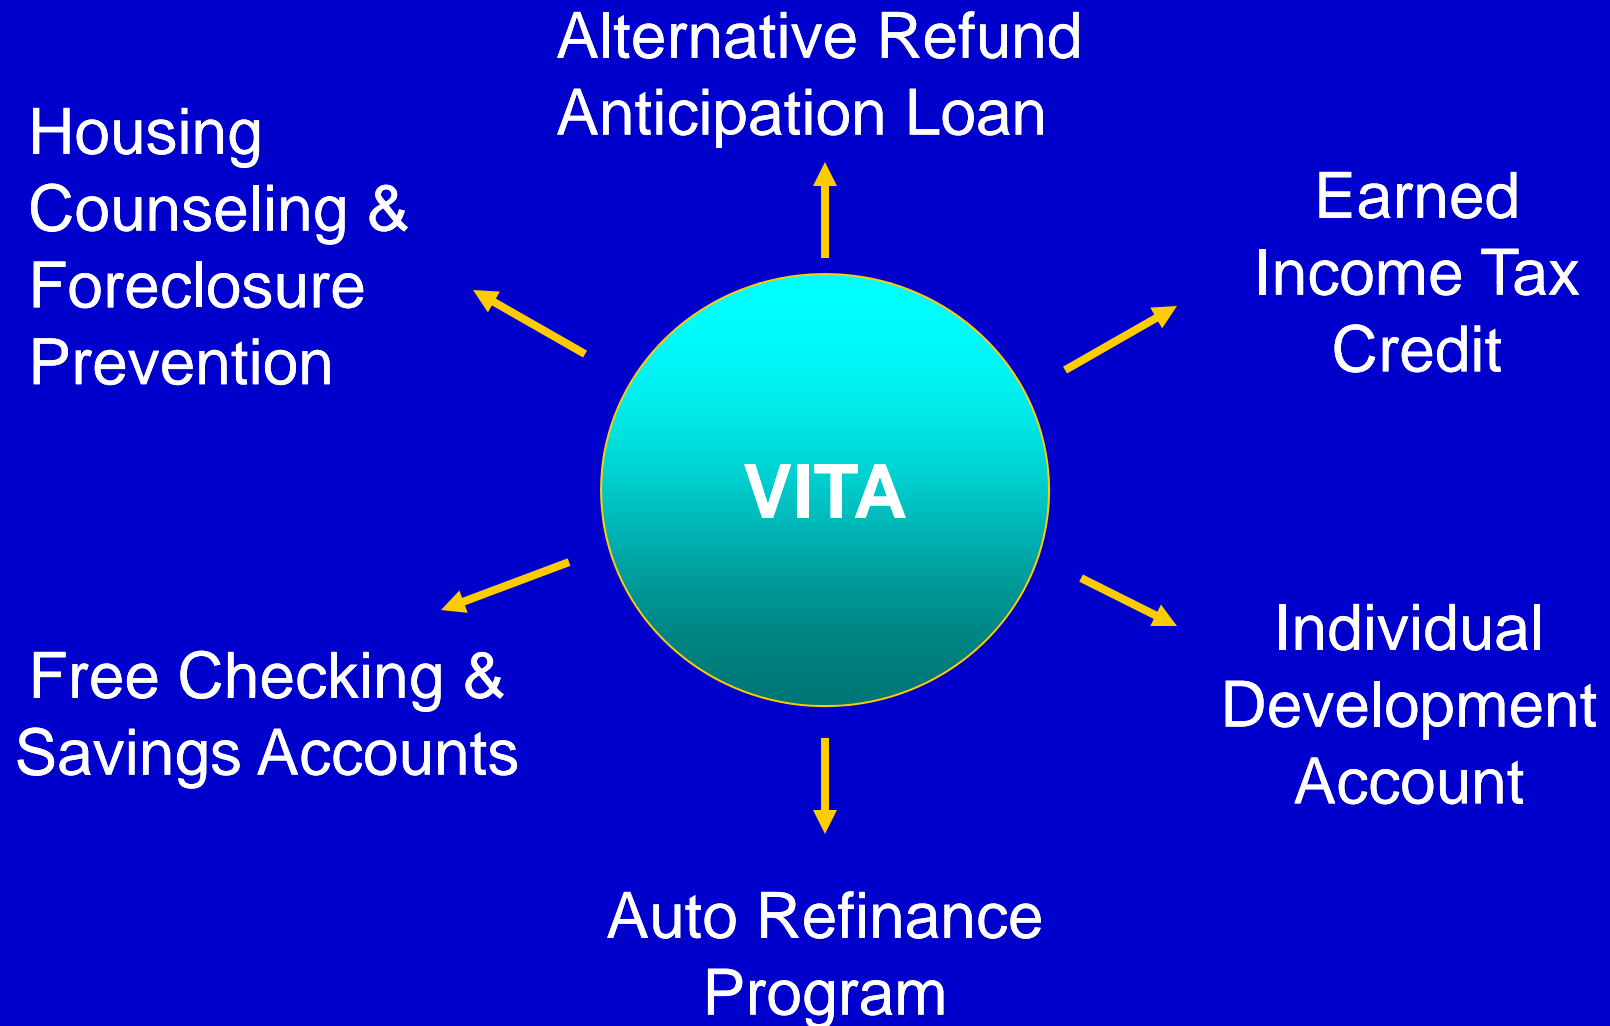 Alternative Refund
Anticipation Loan
Housing
Counseling &
Foreclosure
Prevention
Earned
Income Tax
Credit
VITA
Free Checking &
Savings Accounts
Individual
Development
Account
Auto Refinance
Program